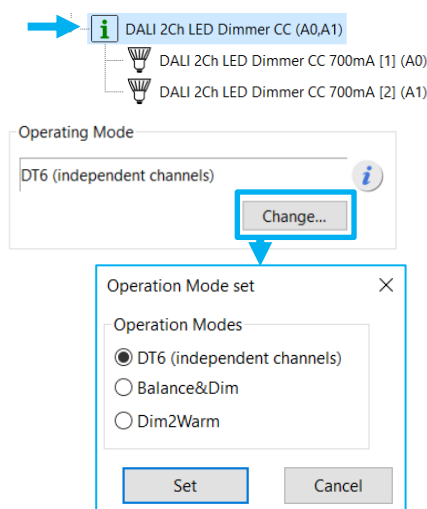 DALI 2Ch LED Dimmer CC (A0,A1)
DALI 2Ch LED Dimmer CC 700mA [1] (A0)
DALI 2Ch LED Dimmer CC 700mA [2] (A1)
Operating Mode
DT6 (independent channels)
Change...
Operation Mode set
Operation Modes
DT6 (independent channels)
Balance&Dim
Dim2Warm
Set Cancel